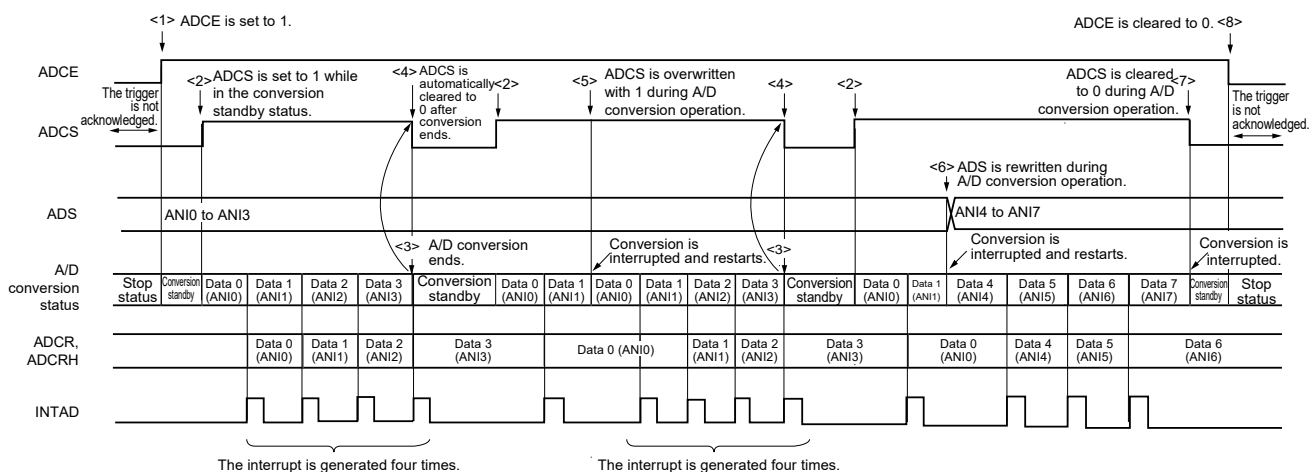 <1> ADCE is set to 1.
ADCE is cleared to 0. <8>
ADCE
The trigger
is not
acknowledged.
<2> ADCS is set to 1 while
in the conversion
standby status.
<4> ADCS is
automatically
cleared to
0 after
conversion
ends.
<2>
<5> ADCS is overwritten
with 1 during A/D
conversion operation.
<4>
<2>
ADCS is cleared <7>
to 0 during A/D
conversion operation.
The trigger
is not
acknowledged.
ADCS
<6> ADS is rewritten during
A/D conversion operation.
ADS
ANI0 to ANI3
ANI4 to ANI7
<3> A/D conversion
ends.
Conversion is
interrupted and restarts.
<3>
Conversion is
interrupted and restarts.
Conversion is
interrupted.
A/D
conversion
status
Stop
status
Conversion
standby
Data 0
(ANI0)
Data 1
(ANI1)
Data 2
(ANI2)
Data 3
(ANI3)
Conversion
standby
Data 0
(ANI0)
Data 1
(ANI1)
Data 0
(ANI0)
Data 1
(ANI1)
Data 2
(ANI2)
Data 3
(ANI3)
Conversion
standby
Data 0
(ANI0)
Data 1
(ANI1)
Data 4
(ANI4)
Data 5
(ANI5)
Data 6
(ANI6)
Data 7
(ANI7)
Conversion
standby
Stop
status
ADCR,
ADCRH
Data 0
(ANI0)
Data 1
(ANI1)
Data 2
(ANI2)
Data 3
(ANI3)
Data 0 (ANI0)
Data 1
(ANI1)
Data 2
(ANI2)
Data 3
(ANI3)
Data 0
(ANI0)
Data 4
(ANI4)
Data 5
(ANI5)
Data 6
(ANI6)
INTAD
The interrupt is generated four times.
The interrupt is generated four times.